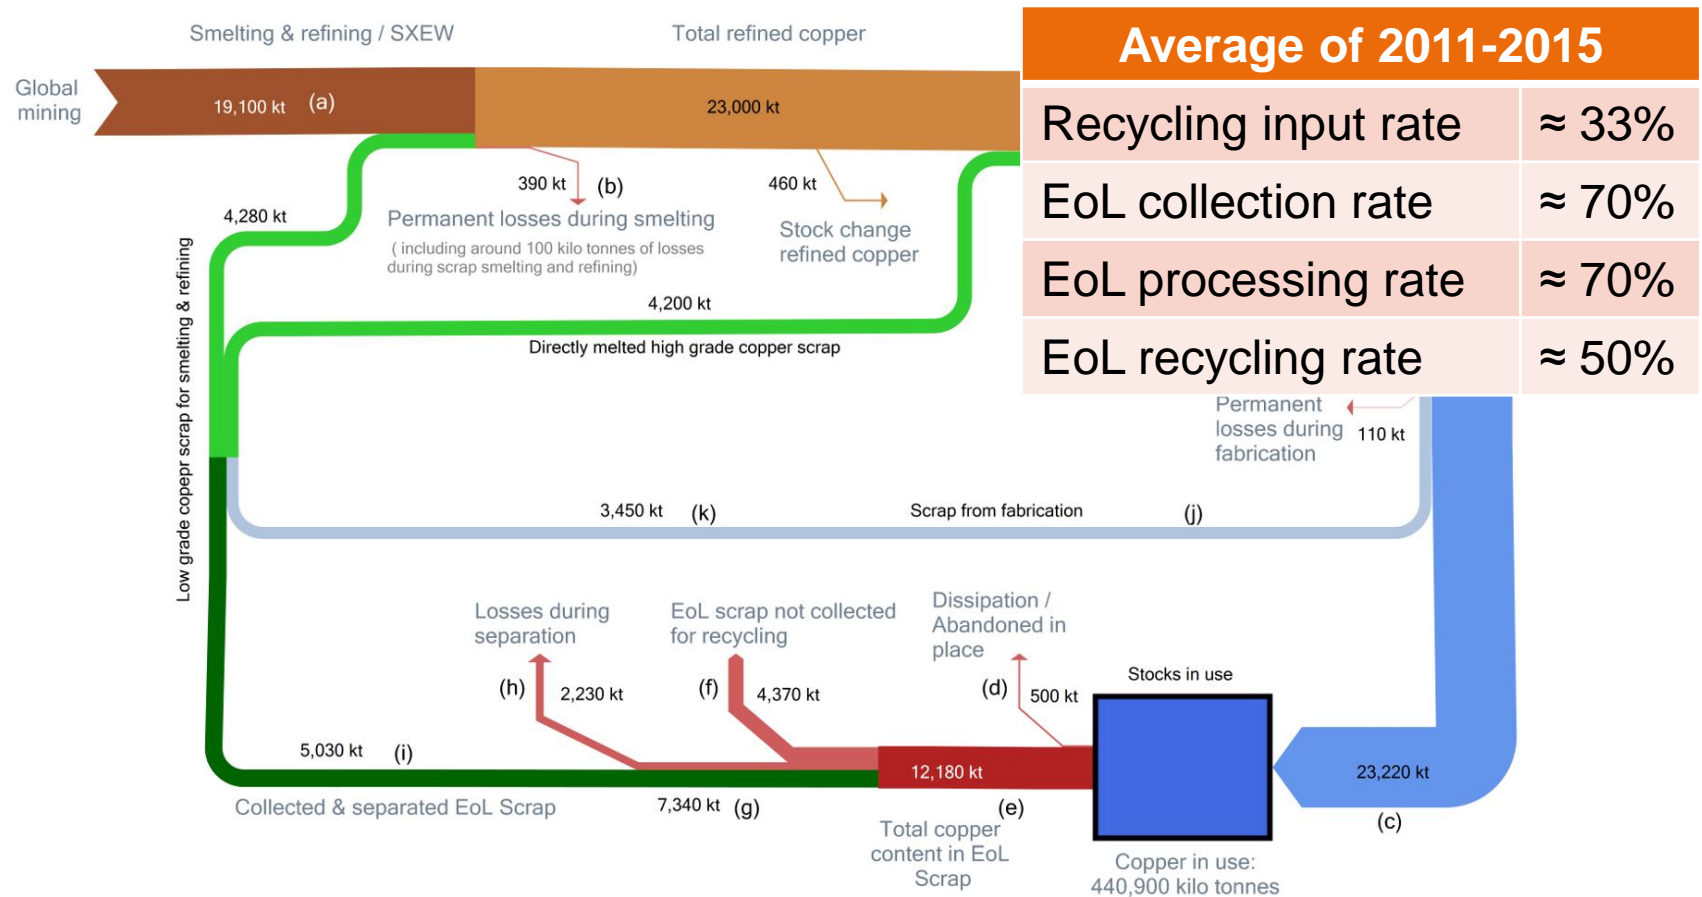 Smelting & refining / SXEW
Total refined copper
Average of 2011-2015
Global
mining
19,100 kt (a)
23,000 kt
Recycling input rate ≈ 33%
EoL collection rate ≈ 70%
EoL processing rate ≈ 70%
EoL recycling rate ≈ 50%
390 kt (b)
Permanent losses during smelting
( including around 100 kilo tonnes of losses
during scrap smelting and refining)
460 kt
Stock change
refined copper
4,280 kt
Low grade copepr scrap for smelting & refining
4,200 kt
Directly melted high grade copper scrap
Permanent
losses during
fabrication
110 kt
3,450 kt (k)
Scrap from fabrication (j)
Losses during
separation
(h) 2,230 kt
EoL scrap not collected
for recycling
(f) 4,370 kt
Dissipation /
Abandoned in
place
(d) 500 kt
Stocks in use
5,030 kt (i)
Collected & separated EoL Scrap
7,340 kt (g)
12,180 kt
(e)
Total copper
content in EoL
Scrap
23,220 kt
(c)
Copper in use:
440,900 kilo tonnes